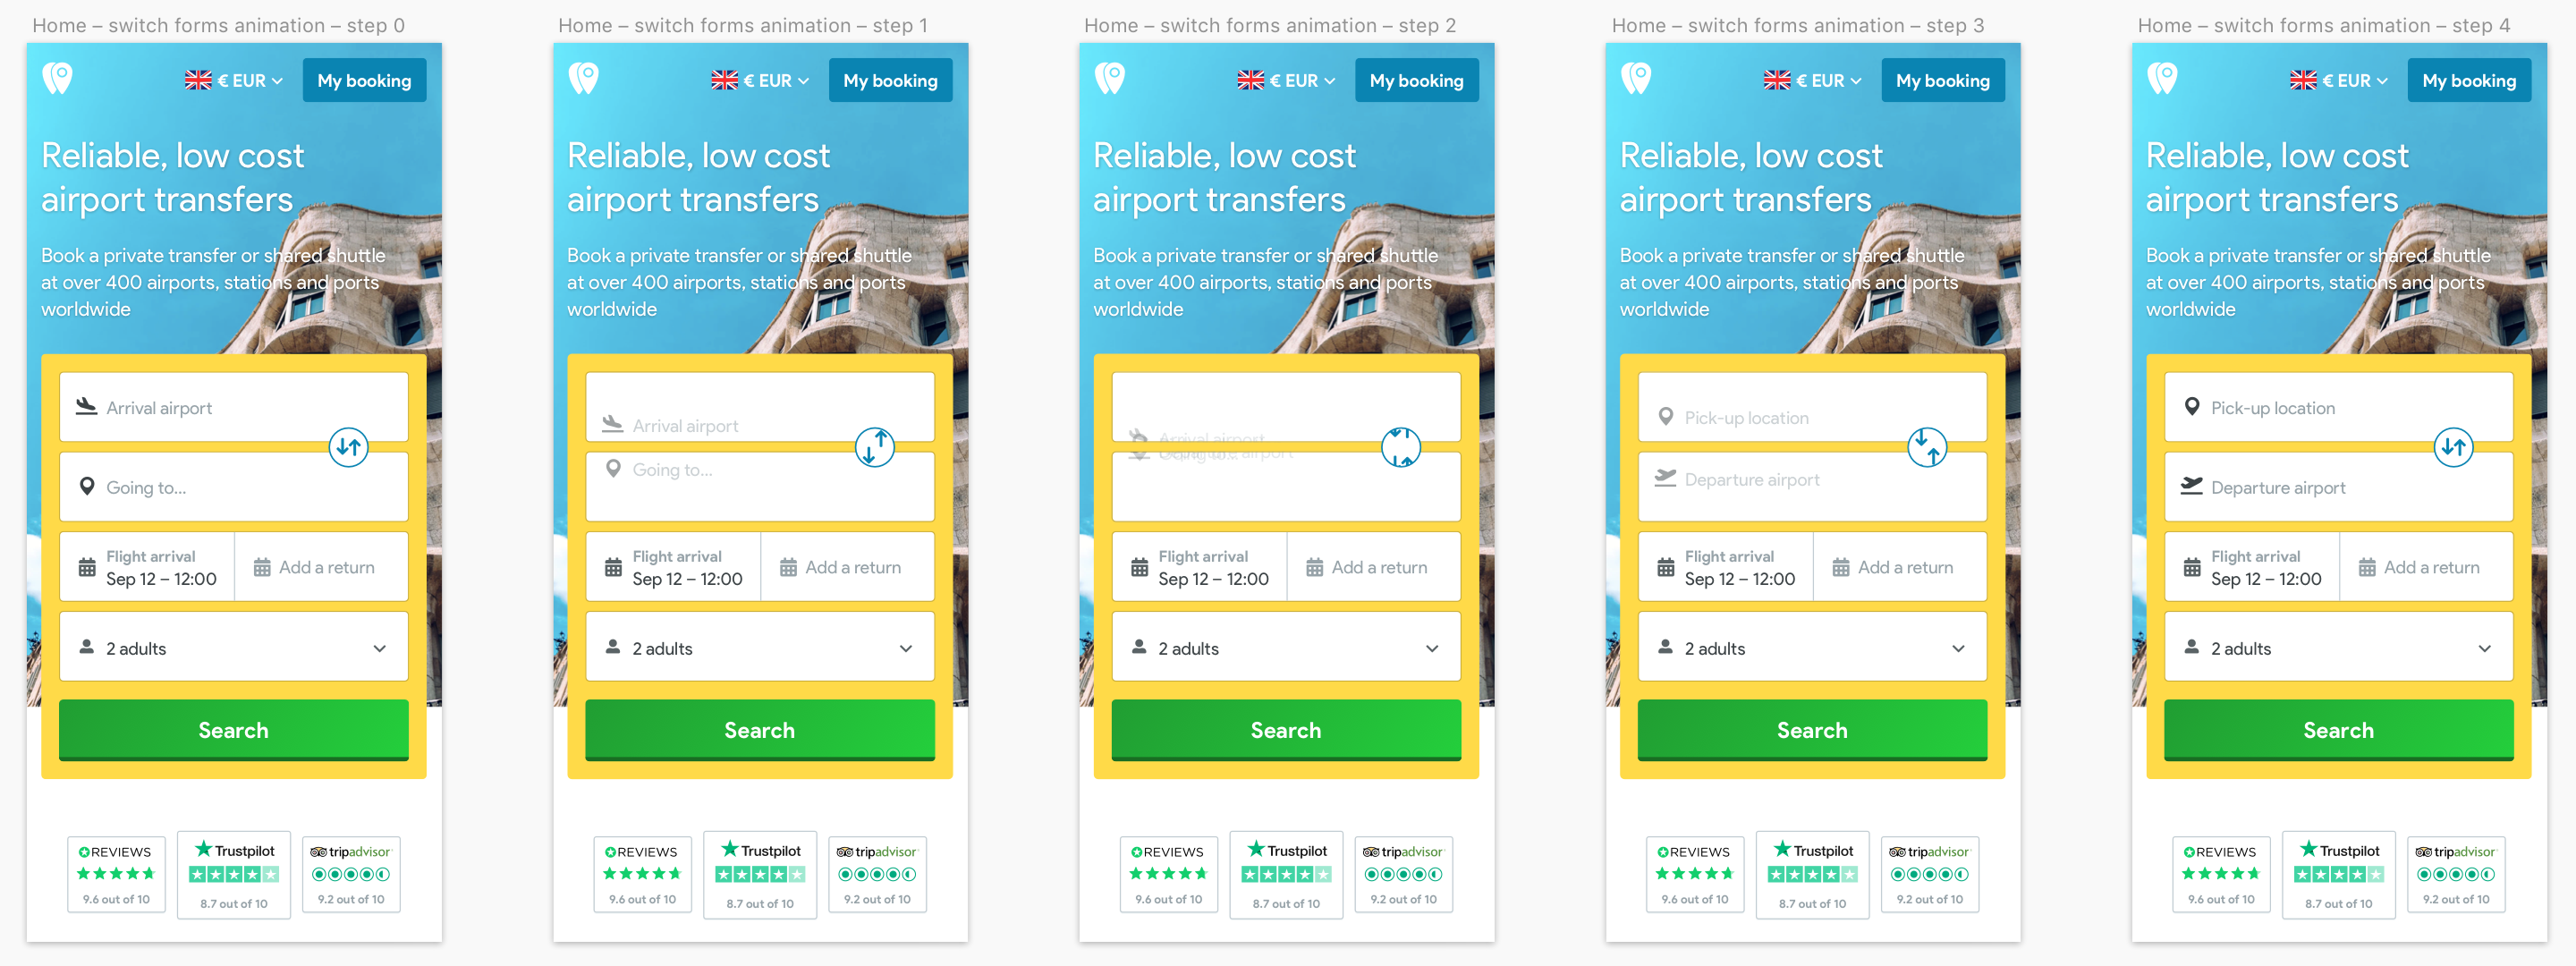 Home – switch forms animation – step 0
€ EUR
My booking
Reliable, low cost
airport transfers
Book a private transfer or shared shuttle
at over 400 airports, stations and ports
worldwide
Arrival airport
Going to...
Flight arrival
Sep 12 – 12:00
Add a return
2 adults
Search
REVIEWS
9.6 out of 10
Trustpilot
8.7 out of 10
tripadvisor
9.2 out of 10
Home – switch forms animation – step 1
€ EUR
My booking
Reliable, low cost
airport transfers
Book a private transfer or shared shuttle
at over 400 airports, stations and ports
worldwide
Arrival airport
Going to...
Flight arrival
Sep 12 – 12:00
Add a return
2 adults
Search
REVIEWS
9.6 out of 10
Trustpilot
8.7 out of 10
tripadvisor
9.2 out of 10
Home – switch forms animation – step 2
€ EUR
My booking
Reliable, low cost
airport transfers
Book a private transfer or shared shuttle
at over 400 airports, stations and ports
worldwide
Arrival airport
Flight arrival
Sep 12 – 12:00
Add a return
2 adults
Search
REVIEWS
9.6 out of 10
Trustpilot
8.7 out of 10
tripadvisor
9.2 out of 10
Home – switch forms animation – step 3
€ EUR
My booking
Reliable, low cost
airport transfers
Book a private transfer or shared shuttle
at over 400 airports, stations and ports
worldwide
Pick-up location
Departure airport
Flight arrival
Sep 12 – 12:00
Add a return
2 adults
Search
REVIEWS
9.6 out of 10
Trustpilot
8.7 out of 10
tripadvisor
9.2 out of 10
Home – switch forms animation – step 4
€ EUR
My booking
Reliable, low cost
airport transfers
Book a private transfer or shared shuttle
at over 400 airports, stations and ports
worldwide
Pick-up location
Departure airport
Flight arrival
Sep 12 – 12:00
Add a return
2 adults
Search
REVIEWS
9.6 out of 10
Trustpilot
8.7 out of 10
tripadvisor
9.2 out of 10